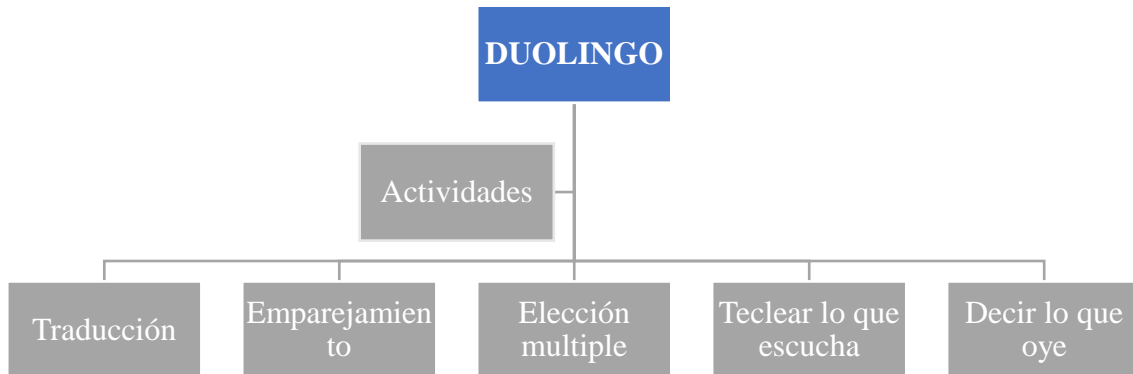 DUOLINGO
Actividades
Traducción
Emparejamien
to
Elección
multiple
Teclear lo que
escucha
Decir lo que
oye